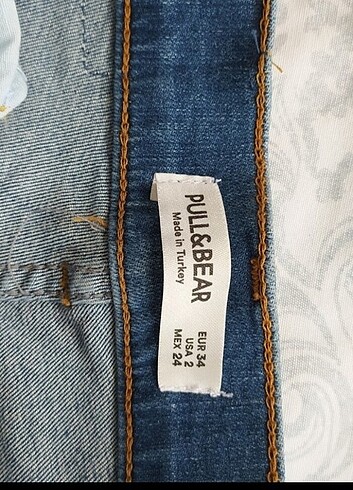 PULL&BEAR
Made in Turkey
EUR 34
USA 2
MEX 24